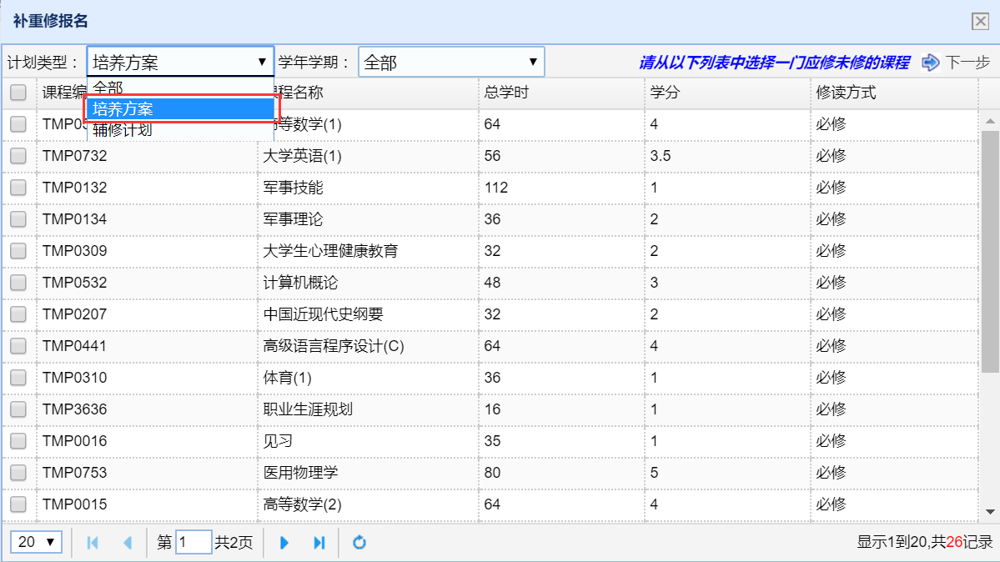 补重修报名
计划类型： 培养方案 ▼ 学年学期： 全部 ▼ 请从以下列表中选择一门应修未修的课程 下一步
全部
培养方案
辅修计划
课程编 程名称 总学时 学分 修读方式
TMP0 等数学(1) 64 4 必修
TMP0732 大学英语(1) 56 3.5 必修
TMP0132 军事技能 112 1 必修
TMP0134 军事理论 36 2 必修
TMP0309 大学生心理健康教育 32 2 必修
TMP0532 计算机概论 48 3 必修
TMP0207 中国近现代史纲要 32 2 必修
TMP0441 高级语言程序设计(C) 64 4 必修
TMP0310 体育(1) 36 1 必修
TMP3636 职业生涯规划 16 1 必修
TMP0016 见习 35 1 必修
TMP0753 医用物理学 80 5 必修
TMP0015 高等数学(2) 64 4 必修
20 ▼ 第 1 共2页 显示1到20,共26记录